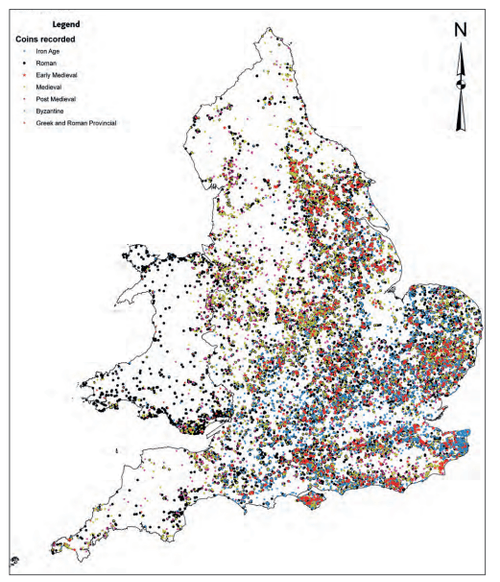 Legend
N
Coins recorded
Iron Age
Roman
Early Medieval
Medieval
Post Medieval
Byzantine
Greek and Roman Provincial